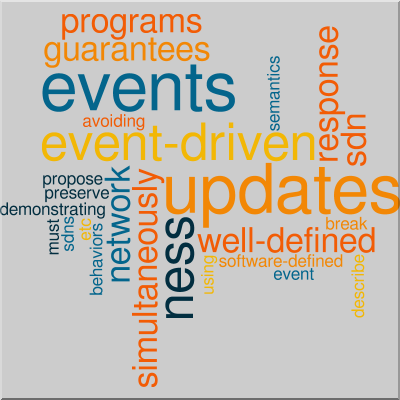 programs
guarantees
events
semantics
response
avoiding
sdn
event-driven
propose
preserve
demonstrating
updates
must
sdns
etc
behaviors
network
simultaneously
ness
using
well-defined
break
software-defined
event
describe